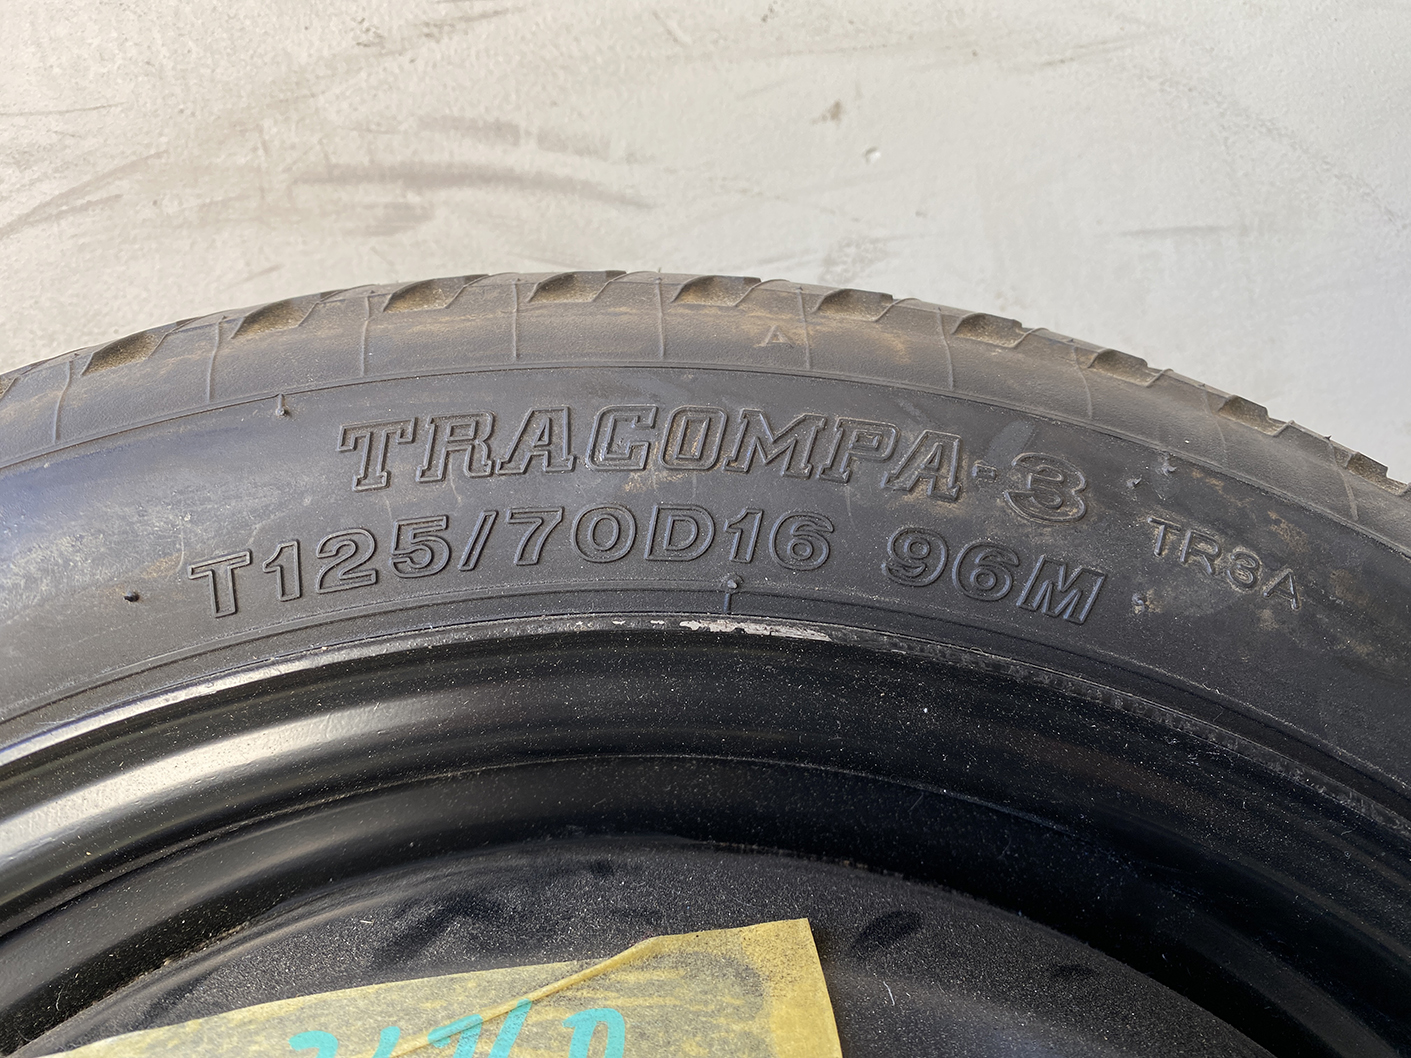 A
TRACOMPA-3
T125/70D16 96M TR3A